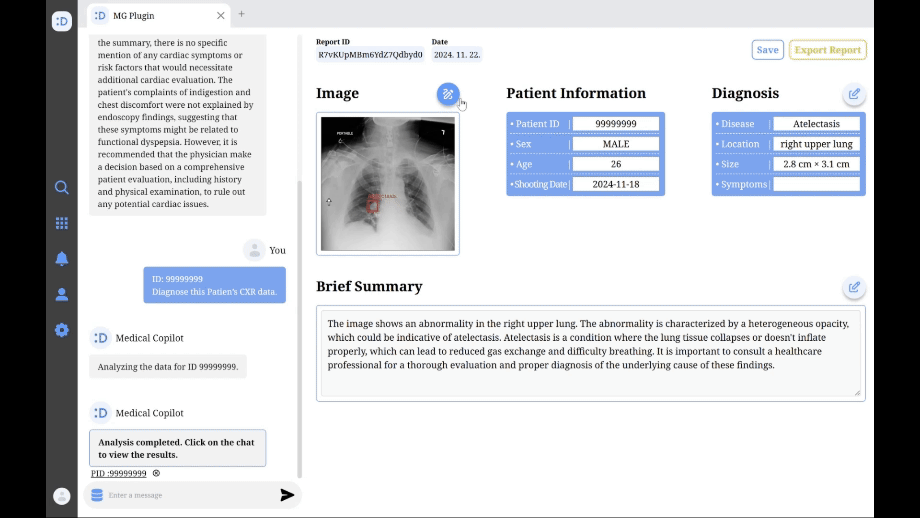 :D
MG Plugin
the summary, there is no specific
mention of any cardiac symptoms or
risk factors that would necessitate
additional cardiac evaluation. The
patient's complaints of indigestion and
chest discomfort were not explained by
endoscopy findings, suggesting that
these symptoms might be related to
functional dyspepsia. However, it is
recommended that the physician make
a decision based on a comprehensive
patient evaluation, including history
and physical examination, to rule out
any potential cardiac issues.
You
ID: 99999999
Diagnose this Patien's CXR data.
:D Medical Copilot
Analyzing the data for ID 99999999.
:D Medical Copilot
Analysis completed. Click on the chat
to view the results.
PID :99999999
Enter a message
Report ID
R7vKUpMBm6YdZ7Qdbyd0
Date
2024. 11. 22.
Save
Export Report
Image
PORTABLE
Patient Information
• Patient ID 99999999
• Sex MALE
• Age 26
• Shooting Date 2024-11-18
Diagnosis
• Disease Atelectasis
• Location right upper lung
• Size 2.8 cm × 3.1 cm
• Symptoms
Brief Summary
The image shows an abnormality in the right upper lung. The abnormality is characterized by a heterogeneous opacity,
which could be indicative of atelectasis. Atelectasis is a condition where the lung tissue collapses or doesn't inflate
properly, which can lead to reduced gas exchange and difficulty breathing. It is important to consult a healthcare
professional for a thorough evaluation and proper diagnosis of the underlying cause of these findings.